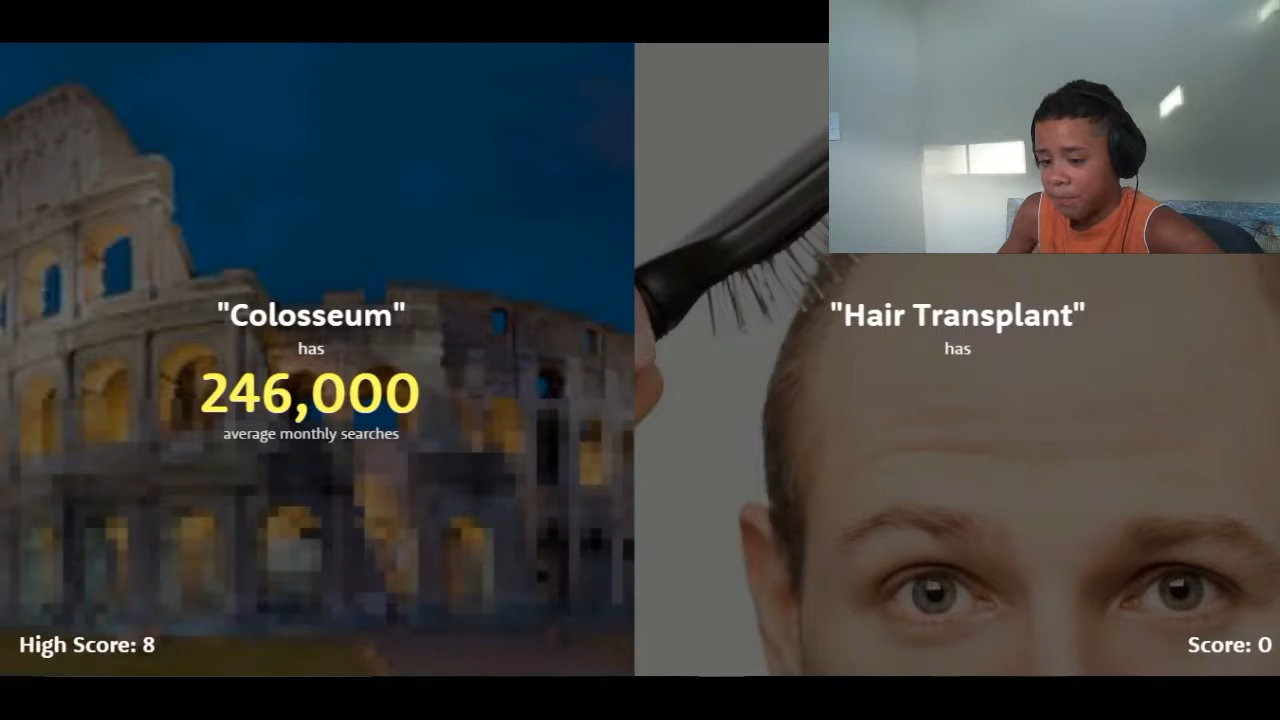 "Colosseum"
has
246,000
average monthly searches
"Hair Transplant"
has
High Score: 8
Score: 0